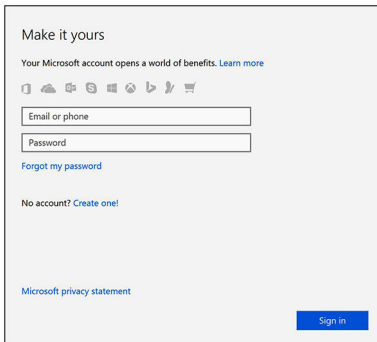 Make it yours
Your Microsoft account opens a world of benefits. Learn more
Email or phone
Password
Forgot my password
No account? Create one!
Microsoft privacy statement
Sign in